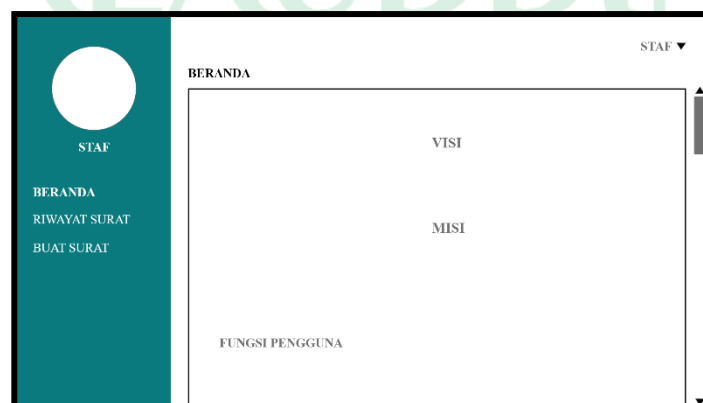 STAF
BERANDA
RIWAYAT SURAT
BUAT SURAT
STAF
BERANDA
VISI
MISI
FUNGSI PENGGUNA